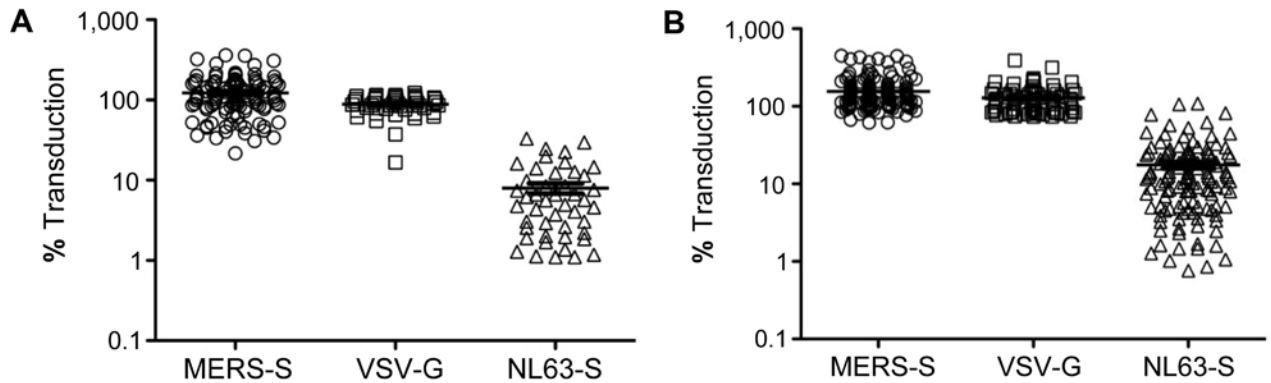 A
% Transduction
1,000
100
10
1
0.1
MERS-S
VSV-G
NL63-S
B
% Transduction
1,000
100
10
1
0.1
MERS-S
VSV-G
NL63-S